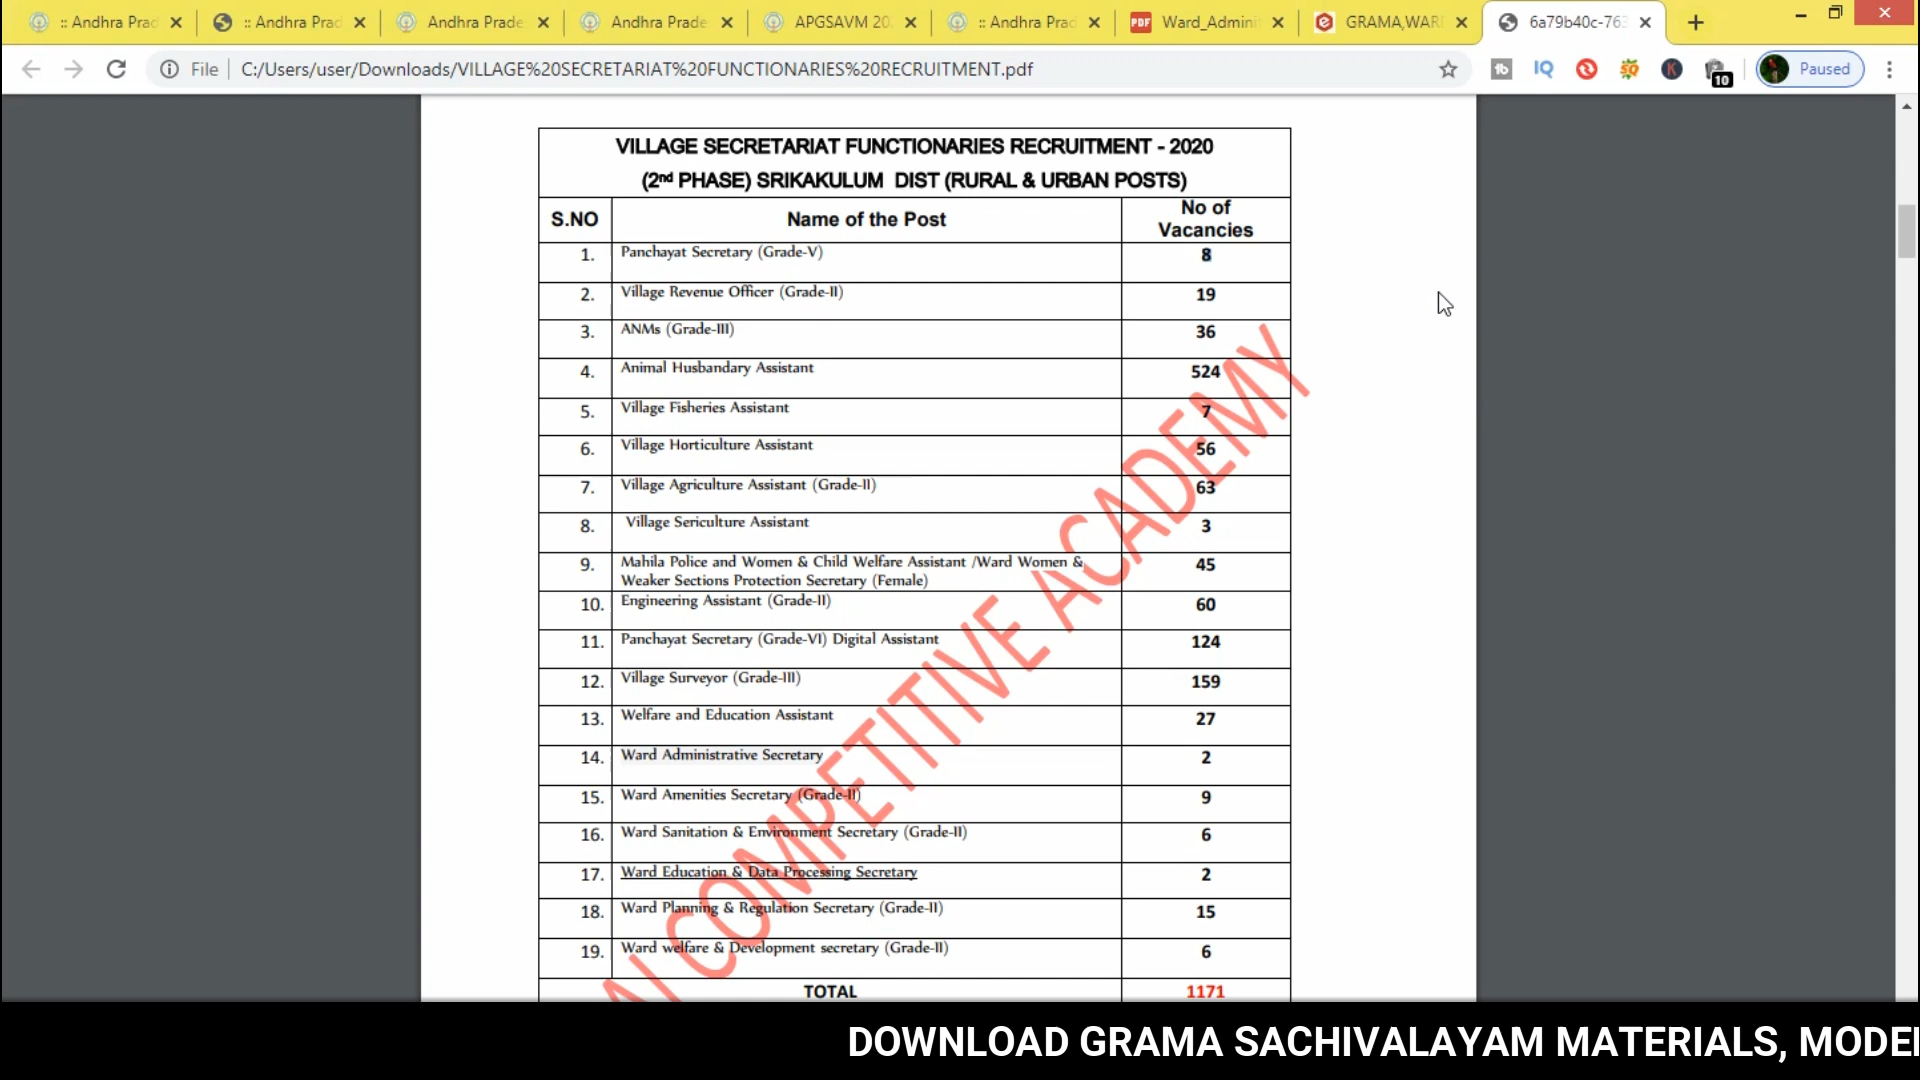 :: Andhra Prad
:: Andhra Prad
Andhra Prade
Andhra Prade
APGSAVM 20
:: Andhra Prad
PDF
Ward_Admini
GRAMA,WAR
6a79b40c-763
File
C:/Users/user/Downloads/VILLAGE%20SECRETARIAT%20FUNCTIONARIES%20RECRUITMENT.pdf
tb
IQ
SQ
K
10
Paused
VILLAGE SECRETARIAT FUNCTIONARIES RECRUITMENT - 2020
(2nd PHASE) SRIKAKULUM DIST (RURAL & URBAN POSTS)
S.NO Name of the Post No of Vacancies
1. Panchayat Secretary (Grade-V) 8
2. Village Revenue Officer (Grade-II) 19
3. ANMs (Grade-III) 36
4. Animal Husbandary Assistant 524
5. Village Fisheries Assistant 7
6. Village Horticulture Assistant 56
7. Village Agriculture Assistant (Grade-II) 63
8. Village Sericulture Assistant 3
9. Mahila Police and Women & Child Welfare Assistant /Ward Women &
Weaker Sections Protection Secretary (Female) 45
10. Engineering Assistant (Grade-II) 60
11. Panchayat Secretary (Grade-VI) Digital Assistant 124
12. Village Surveyor (Grade-III) 159
13. Welfare and Education Assistant 27
14. Ward Administrative Secretary 2
15. Ward Amenities Secretary (Grade-II) 9
16. Ward Sanitation & Environment Secretary (Grade-II) 6
17. Ward Education & Data Processing Secretary 2
18. Ward Planning & Regulation Secretary (Grade-II) 15
19. Ward welfare & Development secretary (Grade-II) 6
TOTAL 1171
AI COMPETITIVE ACADEMY
DOWNLOAD GRAMA SACHIVALAYAM MATERIALS, MODE